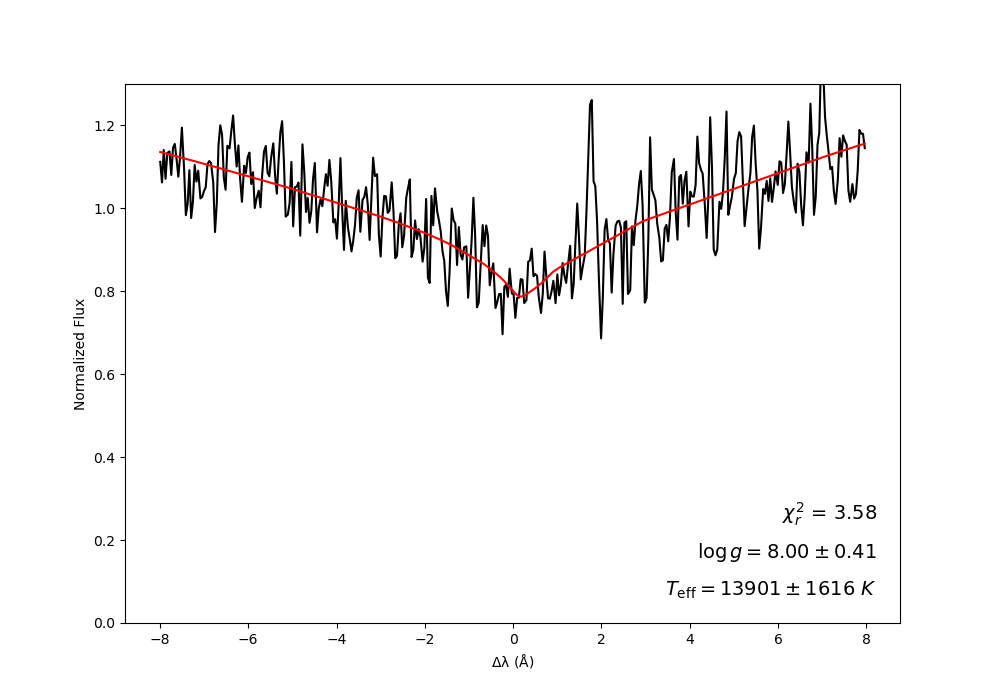 1.2
1.0
0.8
0.6
0.4
0.2
0.0
Normalized Flux
χ²ᵣ = 3.58
log g = 8.00 ± 0.41
T_eff = 13901 ± 1616 K
−8 −6 −4 −2 0 2 4 6 8
Δλ (Å)